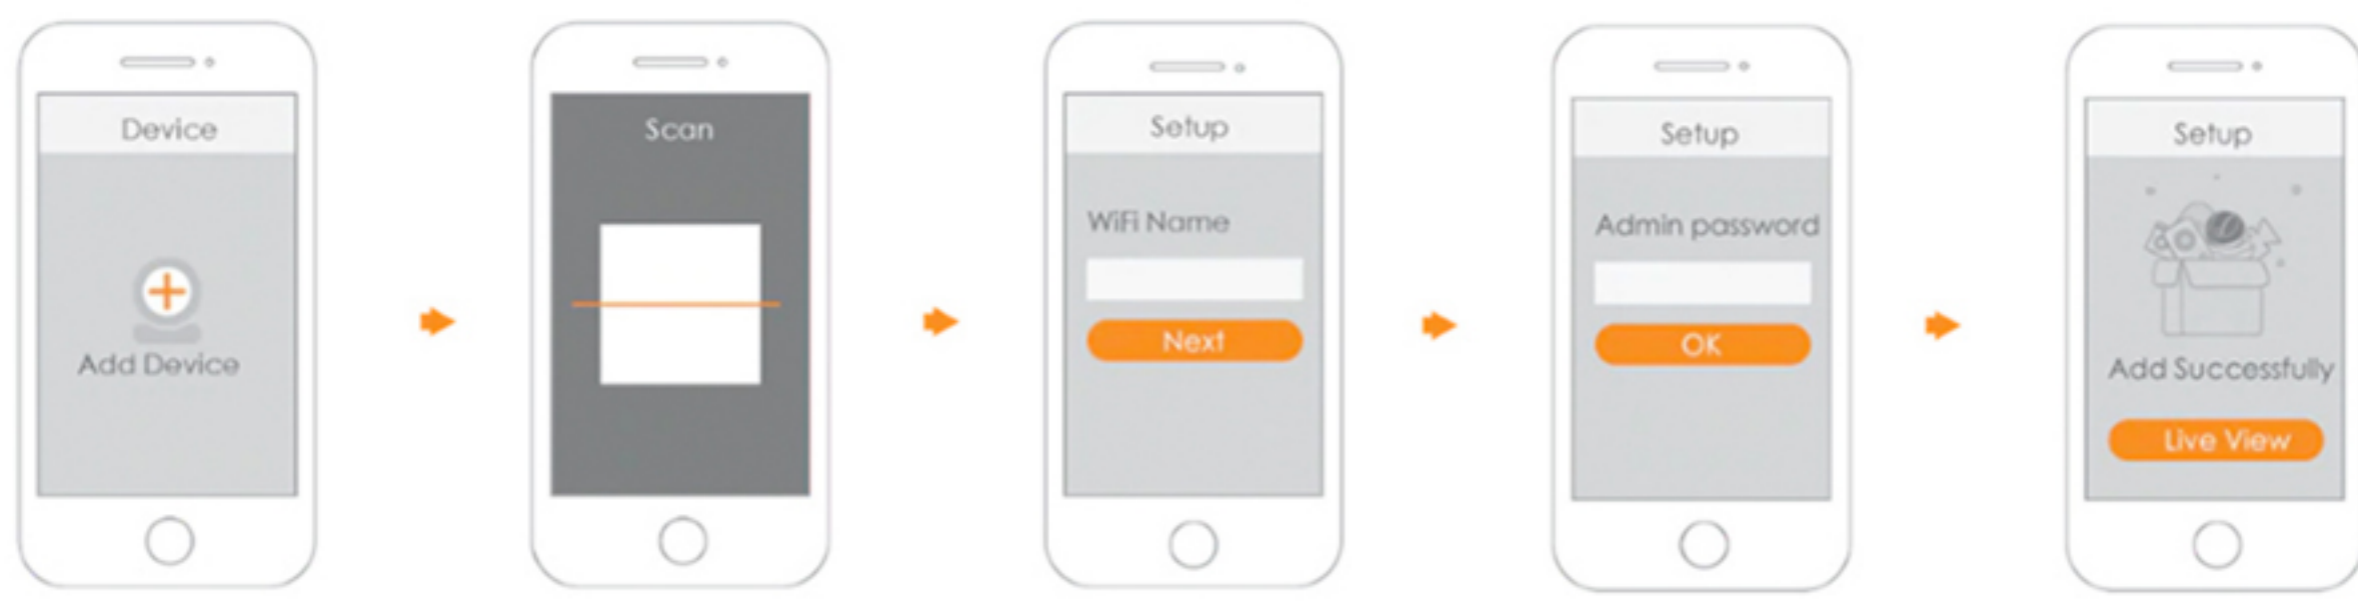 Device
Add Device
Scan
Setup
WiFi Name
Next
Setup
Admin password
OK
Setup
Add Successfully
Live View